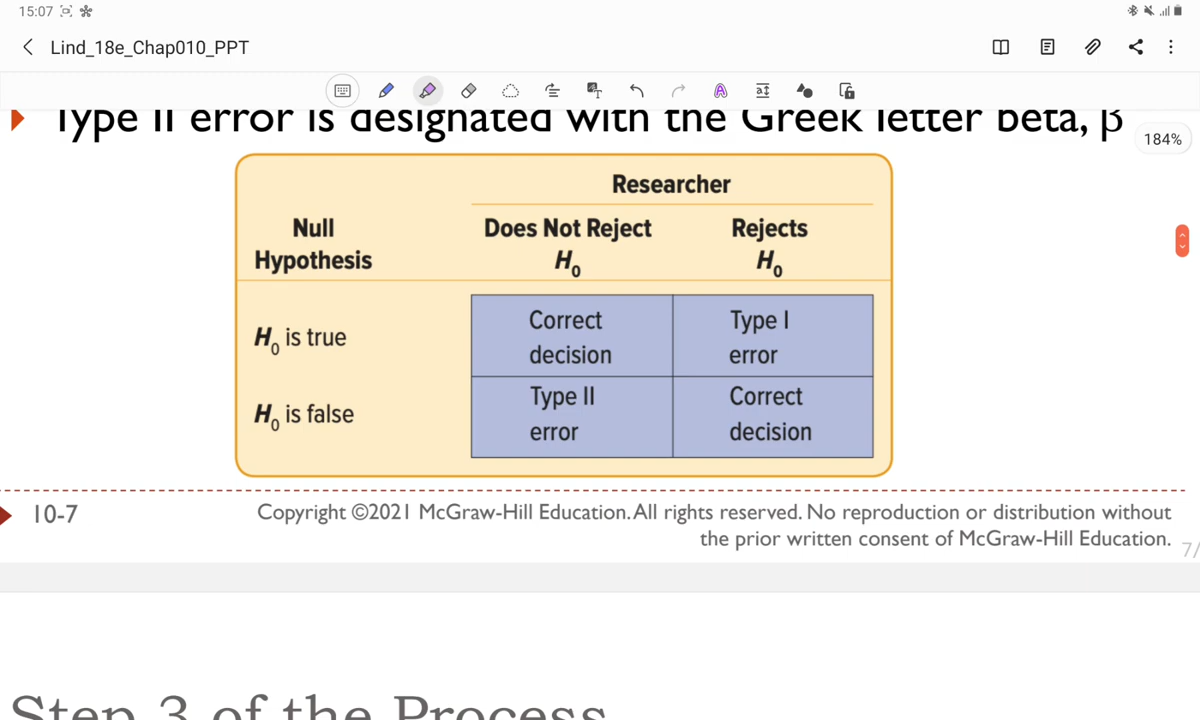 15:07
Lind_18e_Chap010_PPT
Type II error is designated with the Greek letter beta, β
184%
Researcher
Null Hypothesis
Does Not Reject H0
Rejects H0
H0 is true
Correct decision
Type I error
H0 is false
Type II error
Correct decision
10-7
Copyright ©2021 McGraw-Hill Education. All rights reserved. No reproduction or distribution without
the prior written consent of McGraw-Hill Education.
7/
Step 3 of the Process